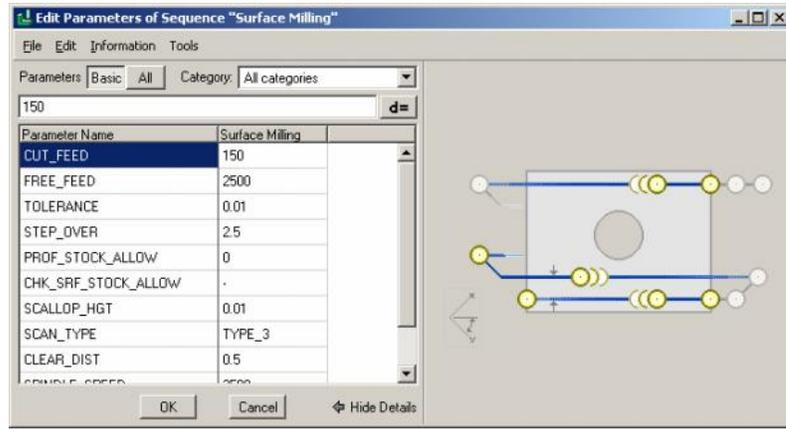 Edit Parameters of Sequence "Surface Milling"
File Edit Information Tools
Parameters Basic All Category: All categories
150 d=
Parameter Name Surface Milling
CUT_FEED 150
FREE_FEED 2500
TOLERANCE 0.01
STEP_OVER 2.5
PROF_STOCK_ALLOW 0
CHK_SRF_STOCK_ALLOW -
SCALLOP_HGT 0.01
SCAN_TYPE TYPE_3
CLEAR_DIST 0.5
SPINDLE_SPEED
OK Cancel Hide Details
x
z
y